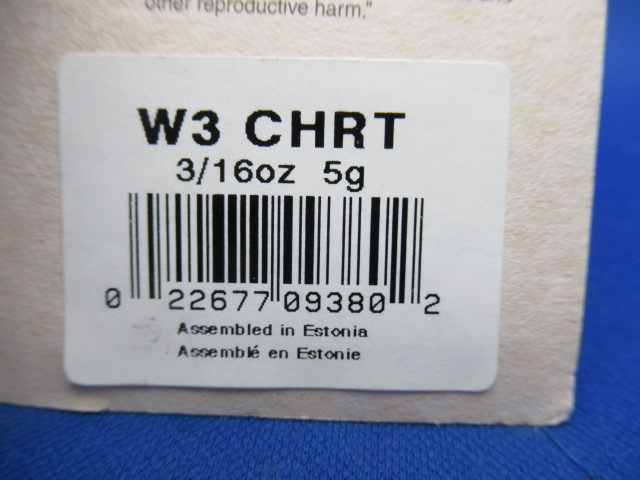 other reproductive harm."
W3 CHRT
3/16oz 5g
0 22677 09380 2
Assembled in Estonia
Assemblé en Estonie